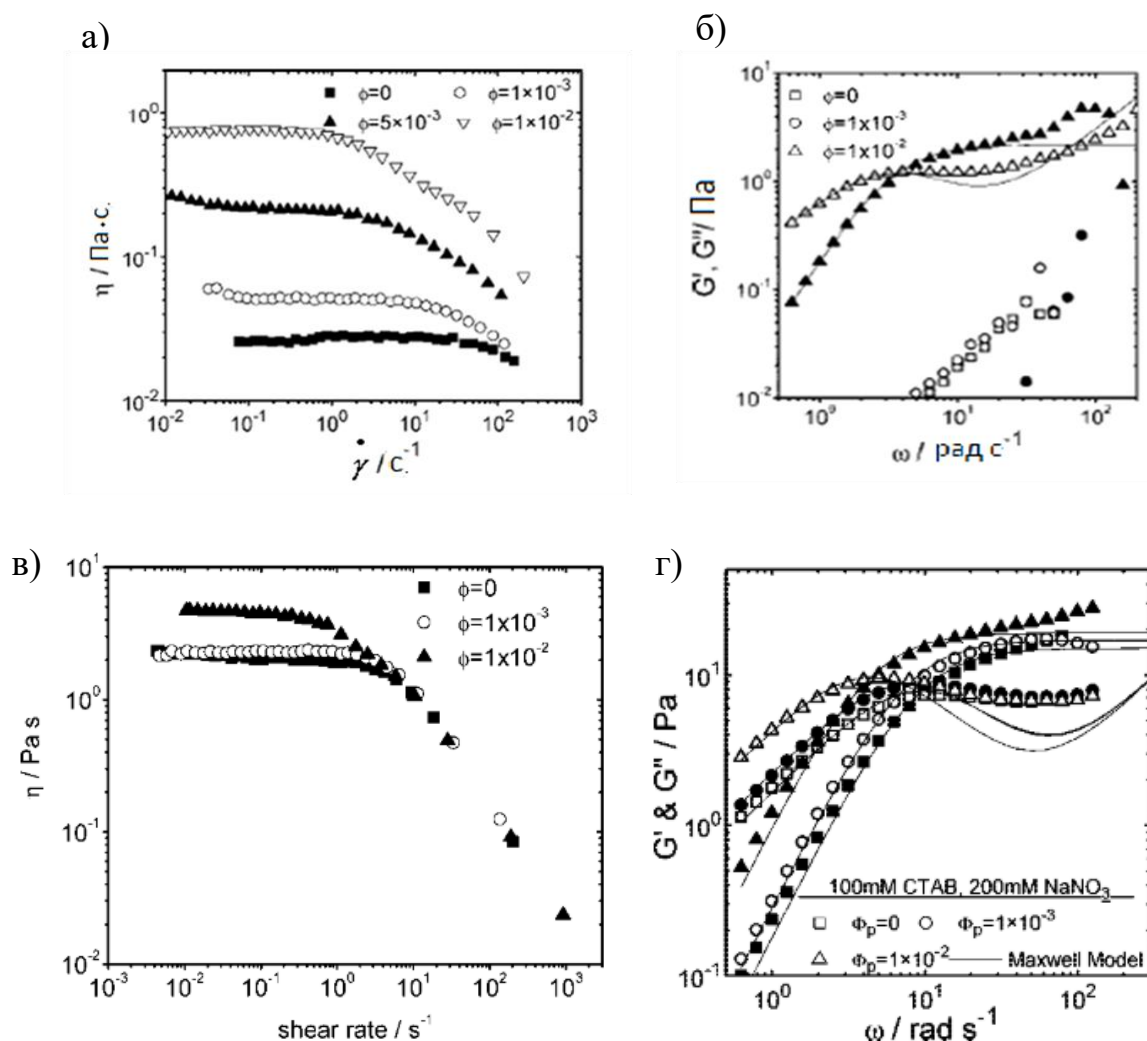 а)
η / Па·с.
10⁰
10⁻¹
10⁻²
ϕ=0
ϕ=1×10⁻³
ϕ=5×10⁻³
ϕ=1×10⁻²
10⁻² 10⁻¹ 10⁰ 10¹ 10² 10³
γ̇ / с.⁻¹
б)
G', G''/ Па
10¹
10⁰
10⁻¹
10⁻²
ϕ=0
ϕ=1x10⁻³
ϕ=1x10⁻²
10⁰ 10¹ 10²
ω / рад с⁻¹
в)
η / Pa s
10¹
10⁰
10⁻¹
10⁻²
ϕ=0
ϕ=1x10⁻³
ϕ=1x10⁻²
10⁻³ 10⁻² 10⁻¹ 10⁰ 10¹ 10² 10³
shear rate / s⁻¹
г)
G' & G'' / Pa
10¹
10⁰
10⁻¹
100mM CTAB, 200mM NaNO₃
Φₚ=0 Φₚ=1×10⁻³
Φₚ=1×10⁻² Maxwell Model
10⁰ 10¹ 10²
ω / rad s⁻¹